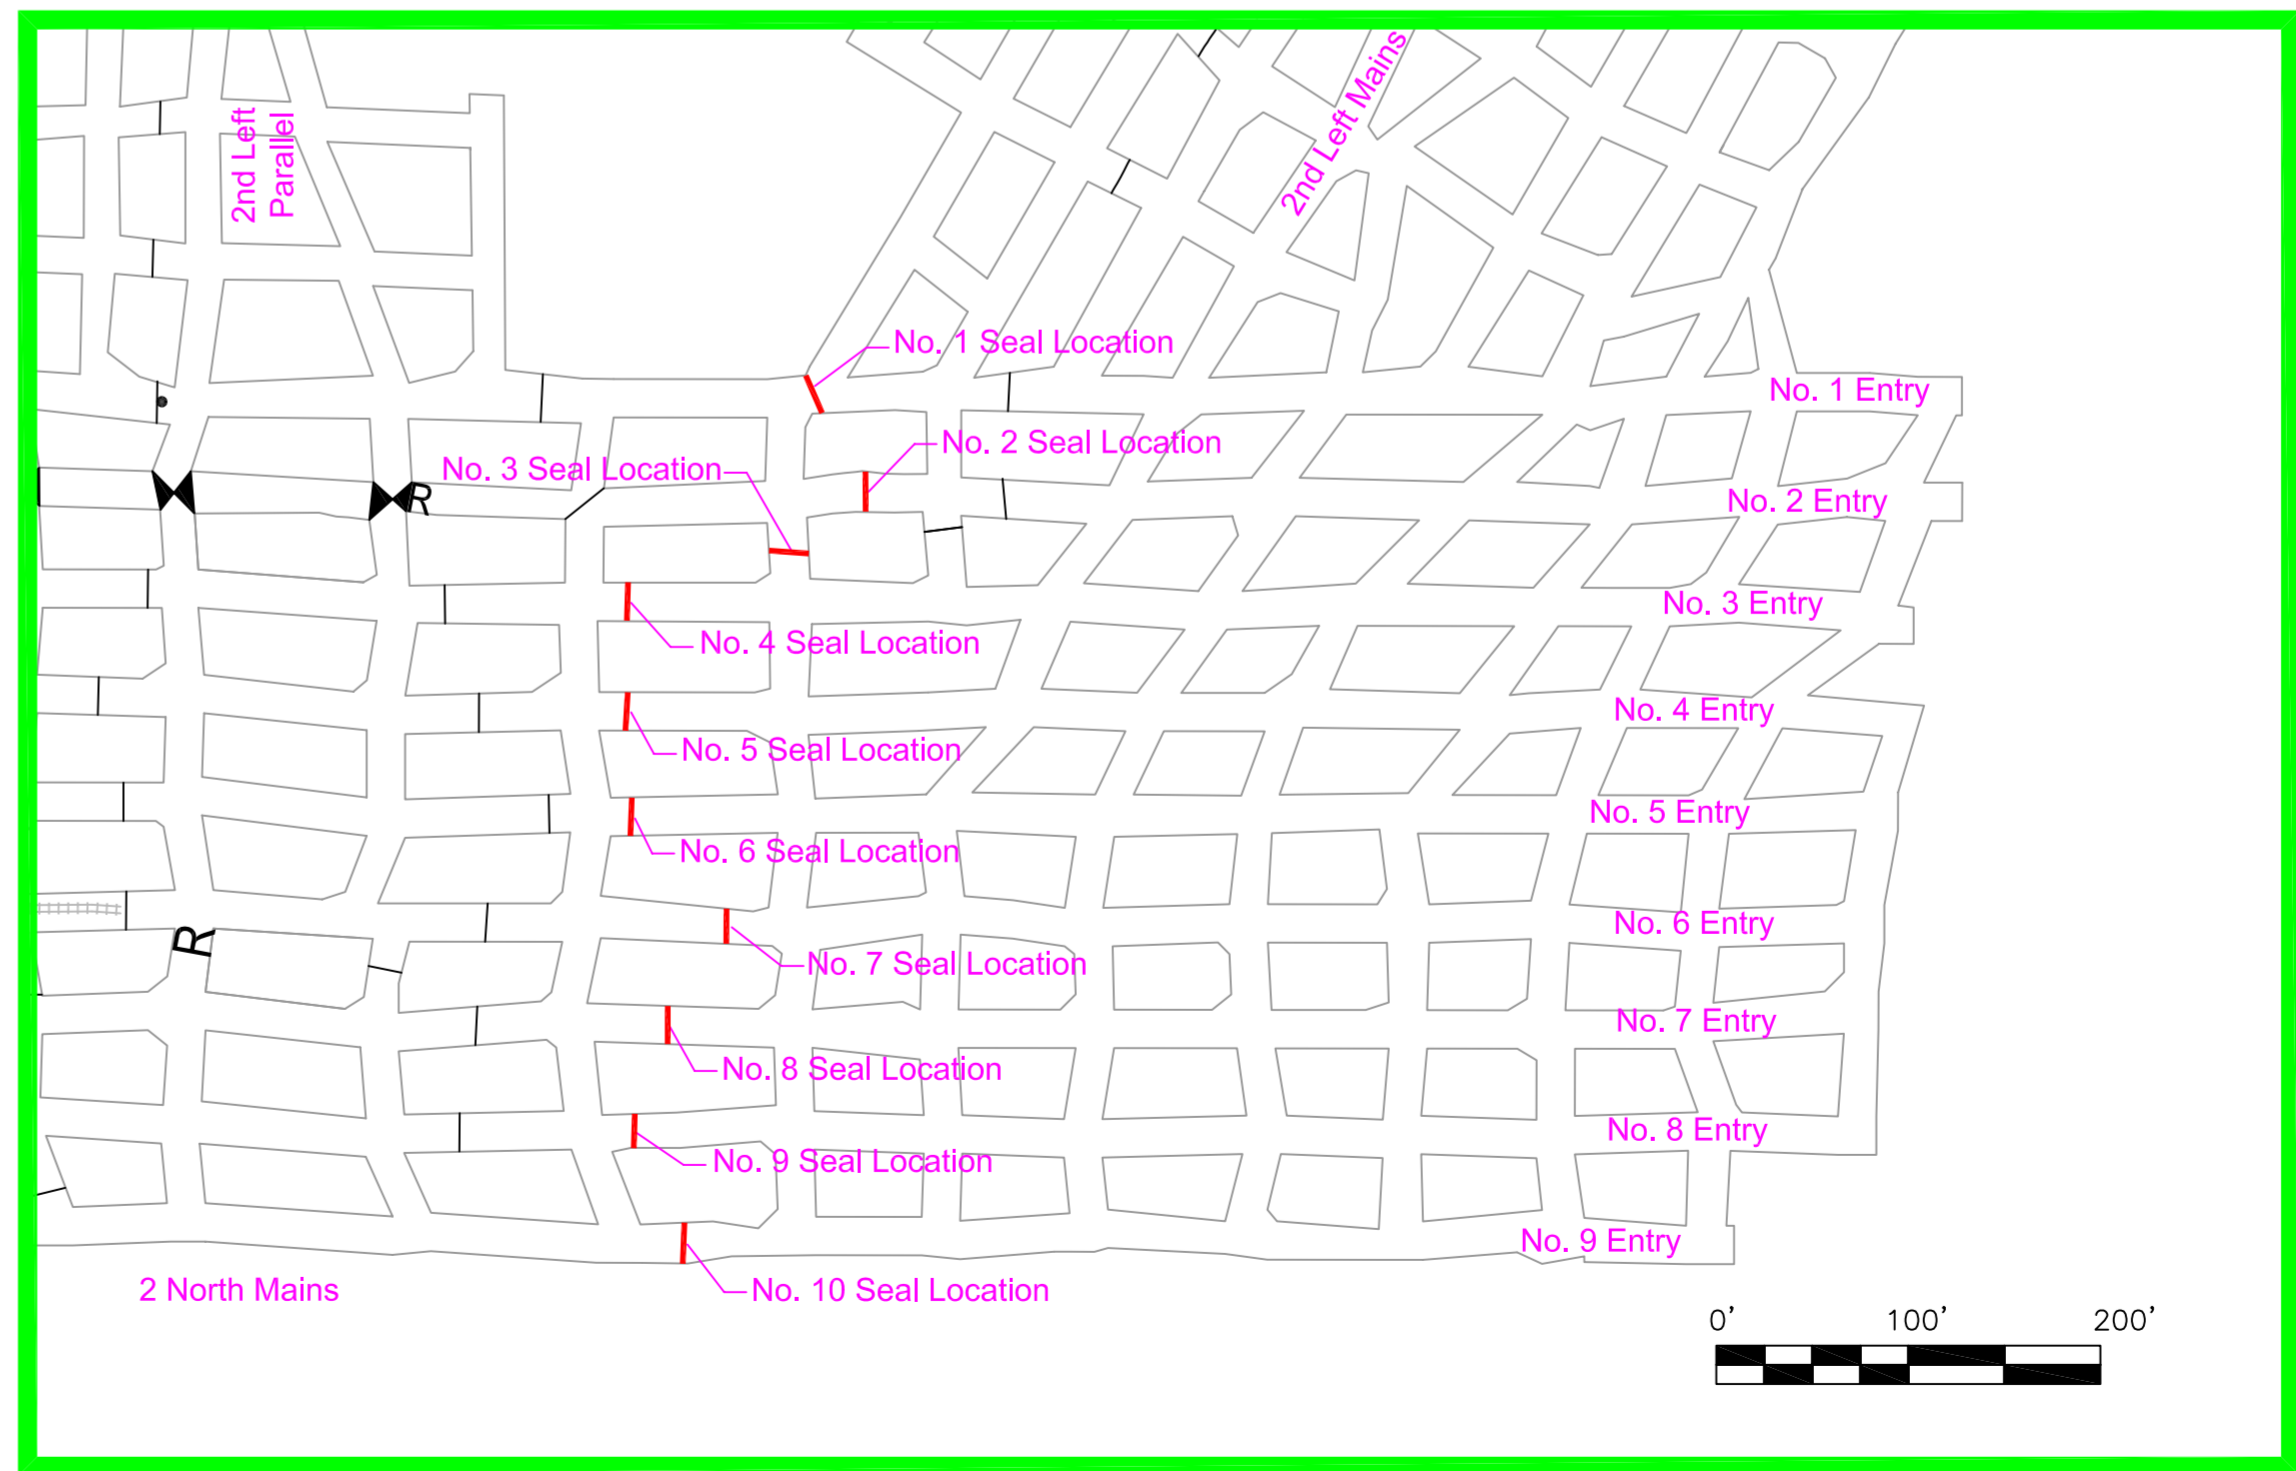 2nd Left
Parallel
2nd Left Mains
No. 1 Seal Location
No. 1 Entry
No. 2 Seal Location
No. 3 Seal Location
R
No. 2 Entry
No. 3 Entry
No. 4 Seal Location
No. 4 Entry
No. 5 Seal Location
No. 5 Entry
No. 6 Seal Location
No. 6 Entry
R
No. 7 Seal Location
No. 7 Entry
No. 8 Seal Location
No. 8 Entry
No. 9 Seal Location
No. 9 Entry
2 North Mains
No. 10 Seal Location
0' 100' 200'